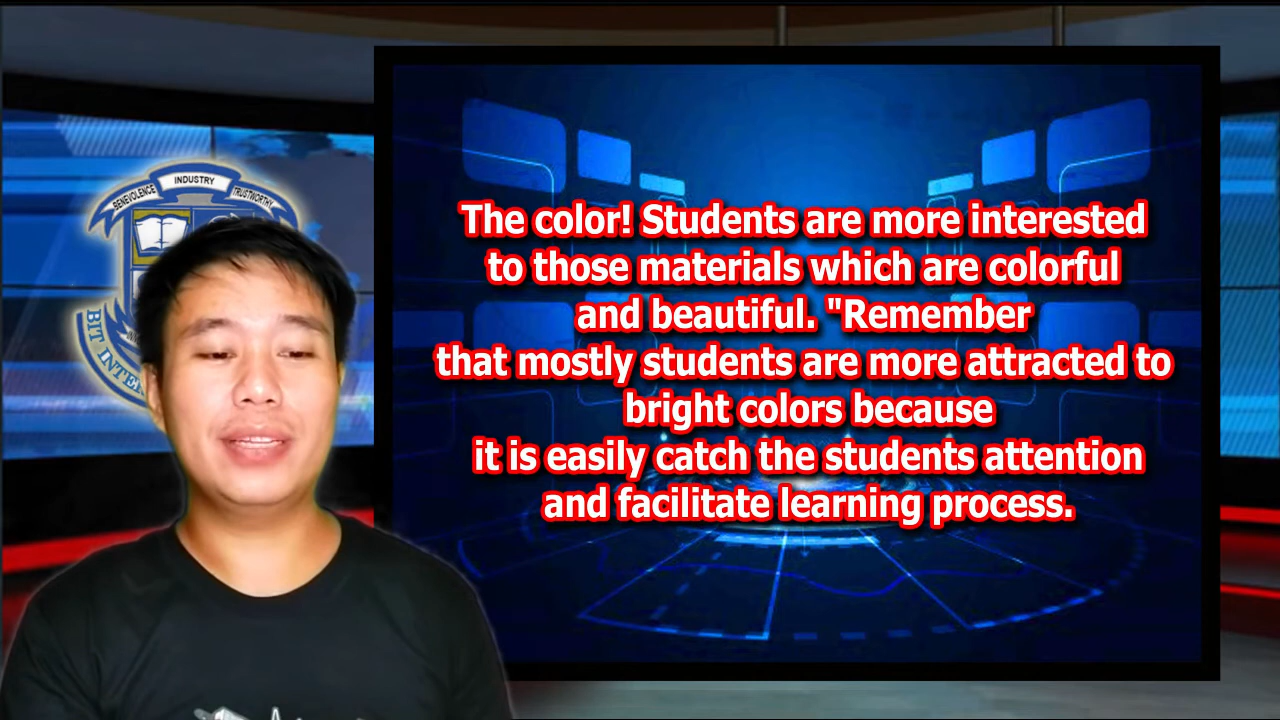 BENEVOLENCE
INDUSTRY
TRUSTWORTHY
BIT INTER
The color! Students are more interested
to those materials which are colorful
and beautiful. "Remember
that mostly students are more attracted to
bright colors because
it is easily catch the students attention
and facilitate learning process.